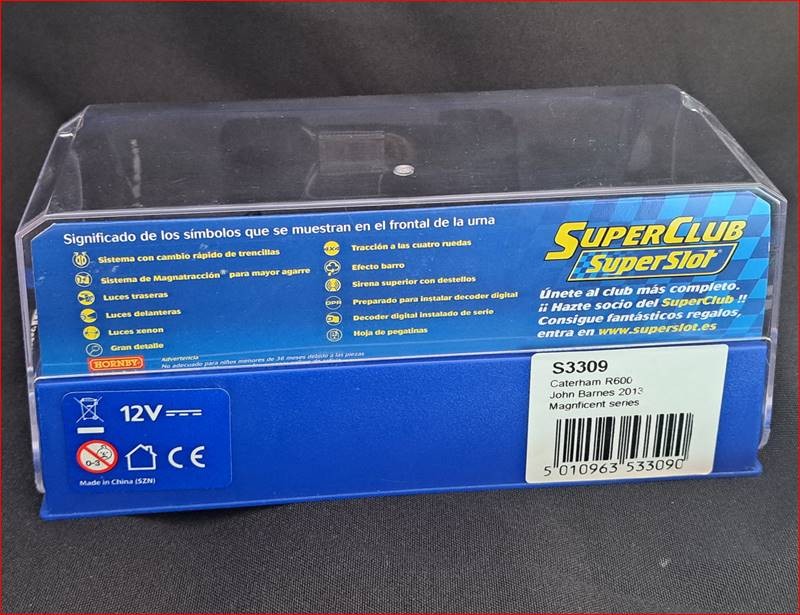 Significado de los símbolos que se muestran en el frontal de la urna
Sistema con cambio rápido de trencillas
Sistema de Magnatracción® para mayor agarre
Luces traseras
Luces delanteras
Luces xenon
Gran detalle
4x4 Tracción a las cuatro ruedas
Efecto barro
Sirena superior con destellos
DPR Preparado para instalar decoder digital
Decoder digital instalado de serie
Hoja de pegatinas
SUPERCLUB
SuperSlot
Únete al club más completo.
¡¡ Hazte socio del SuperClub !!
Consigue fantásticos regalos,
entra en www.superslot.es
HORNBY
Advertencia
No adecuado para niños menores de 36 meses debido a las piezas
12V
0-3
CE
Made in China (SZN)
S3309
Caterham R600
John Barnes 2013
Magnficent series
5 010963 533090